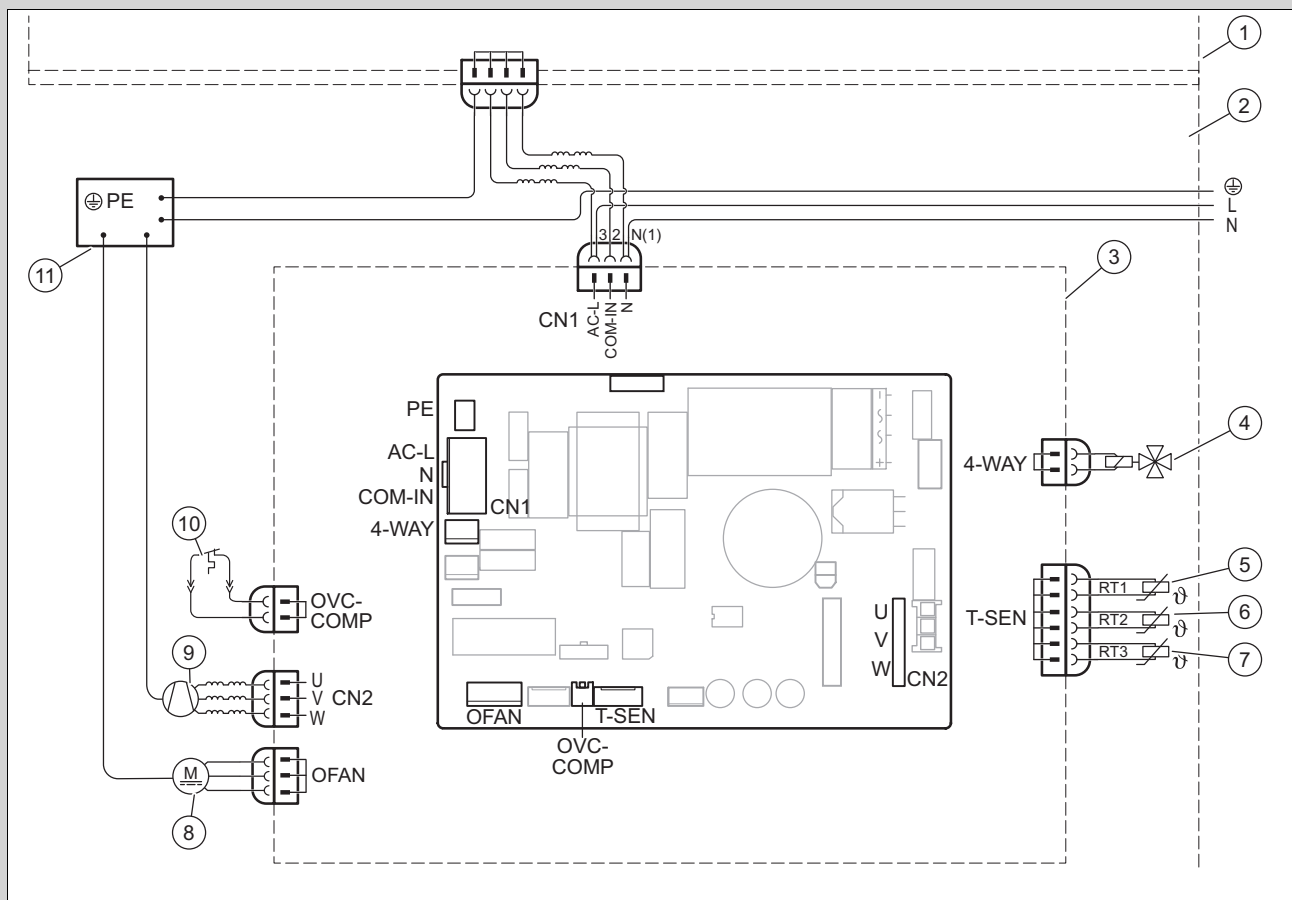 1
2
⏚ PE
⏚
L
N
11
3 2 N(1)
3
CN1
AC-L
COM-IN
N
PE
AC-L
N
COM-IN
CN1
4-WAY
4-WAY
4
10
OVC-
COMP
T-SEN
RT1
ϑ
5
RT2
ϑ
6
RT3
ϑ
7
U
V
W
CN2
9
U
V
W
CN2
OFAN
T-SEN
OVC-
COMP
M
OFAN
8